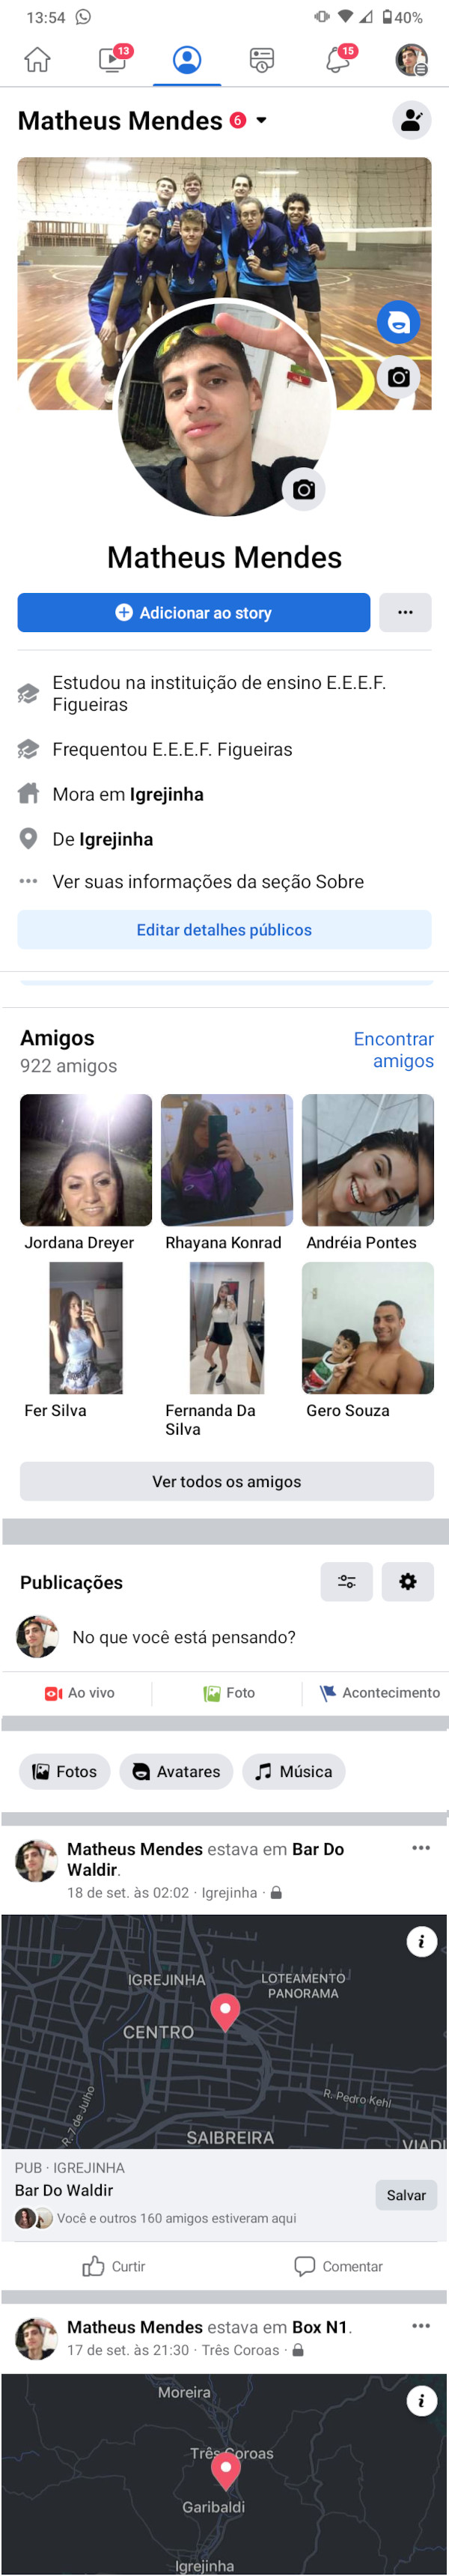 13:54
40%
13
15
Matheus Mendes 6
Matheus Mendes
Adicionar ao story
Estudou na instituição de ensino E.E.E.F.
Figueiras
Frequentou E.E.E.F. Figueiras
Mora em Igrejinha
De Igrejinha
Ver suas informações da seção Sobre
Editar detalhes públicos
Amigos
922 amigos
Encontrar
amigos
Jordana Dreyer
Rhayana Konrad
Andréia Pontes
Fer Silva
Fernanda Da
Silva
Gero Souza
Ver todos os amigos
Publicações
No que você está pensando?
Ao vivo
Foto
Acontecimento
Fotos
Avatares
Música
Matheus Mendes estava em Bar Do
Waldir.
18 de set. às 02:02 · Igrejinha ·
IGREJINHA
LOTEAMENTO
PANORAMA
CENTRO
R. 7 de Julho
R. Pedro Kehl
SAIBREIRA
VIADU
PUB · IGREJINHA
Bar Do Waldir
Salvar
Você e outros 160 amigos estiveram aqui
Curtir
Comentar
Matheus Mendes estava em Box N1.
17 de set. às 21:30 · Três Coroas ·
Moreira
Três Coroas
Garibaldi
Igrejinha